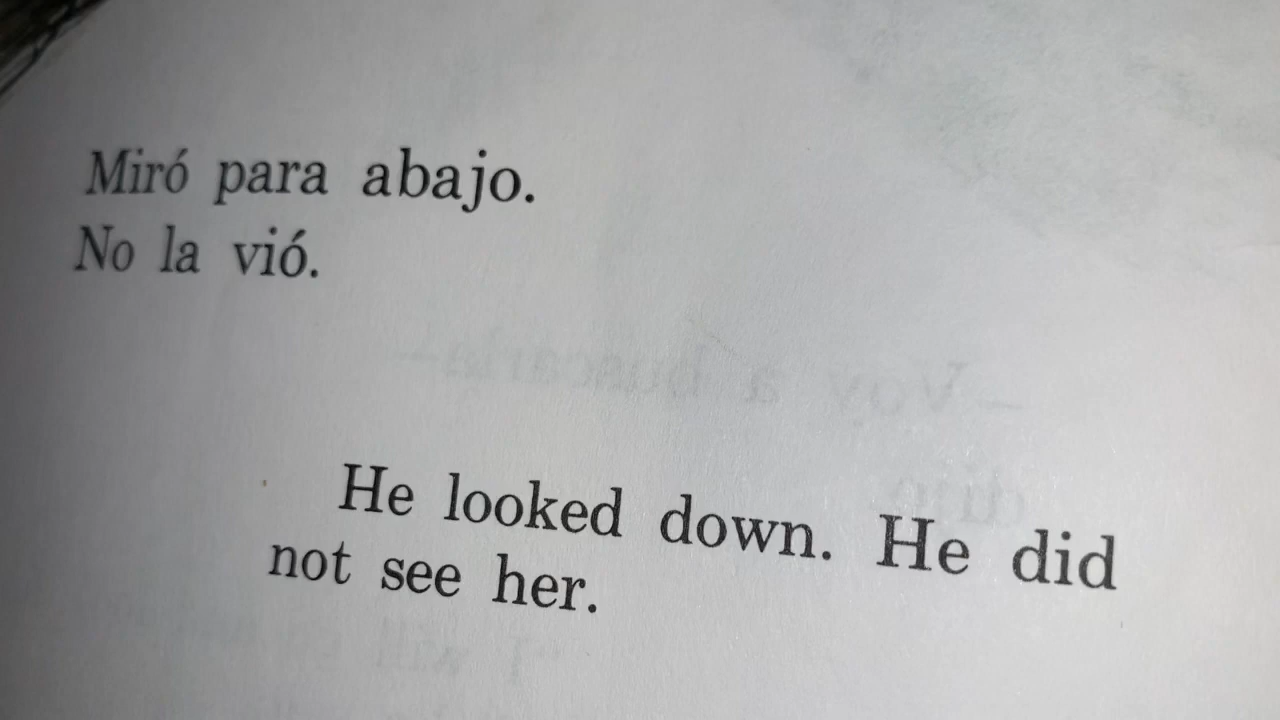 Miró para abajo.
No la vió.
He looked down. He did
not see her.